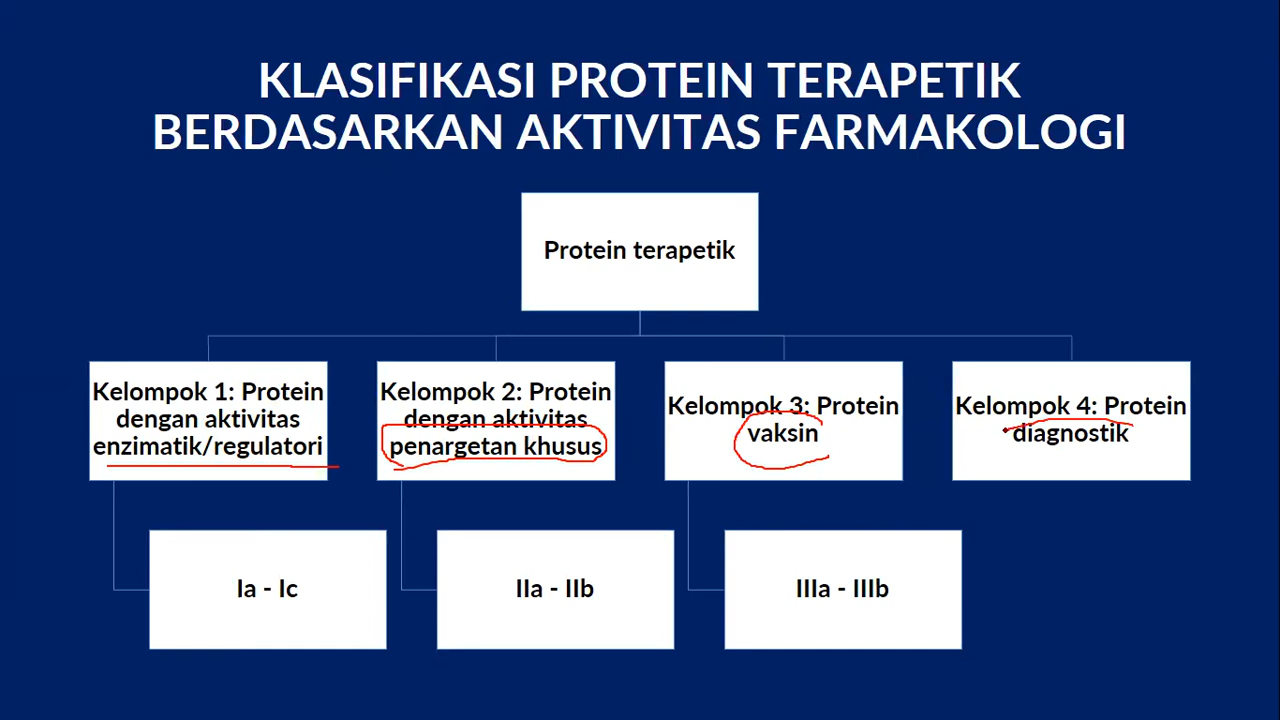 KLASIFIKASI PROTEIN TERAPETIK
BERDASARKAN AKTIVITAS FARMAKOLOGI
Protein terapetik
Kelompok 1: Protein
dengan aktivitas
enzimatik/regulatori
Kelompok 2: Protein
dengan aktivitas
penargetan khusus
Kelompok 3: Protein
vaksin
Kelompok 4: Protein
diagnostik
Ia - Ic
IIa - IIb
IIIa - IIIb